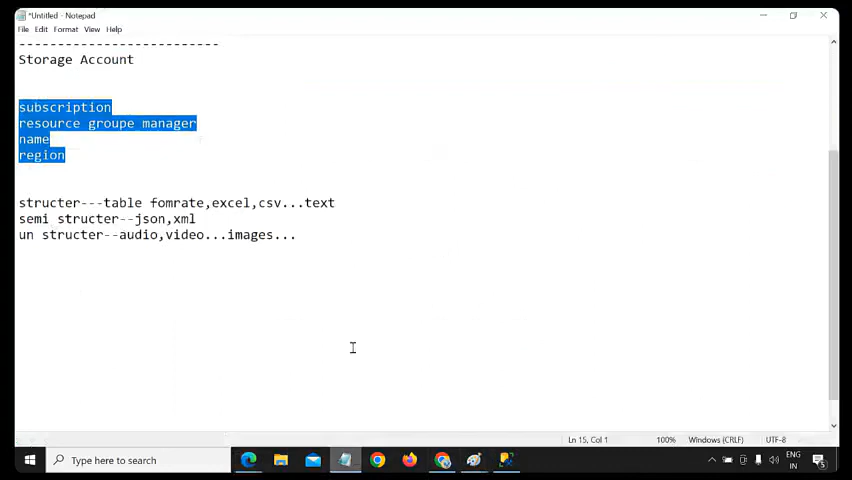 *Untitled - Notepad
File Edit Format View Help
--------------------------
Storage Account
subscription
resource groupe manager
name
region
structer---table fomrate,excel,csv...text
semi structer--json,xml
un structer--audio,video...images...
Ln 15, Col 1 100% Windows (CRLF) UTF-8
Type here to search
ENG
IN
5